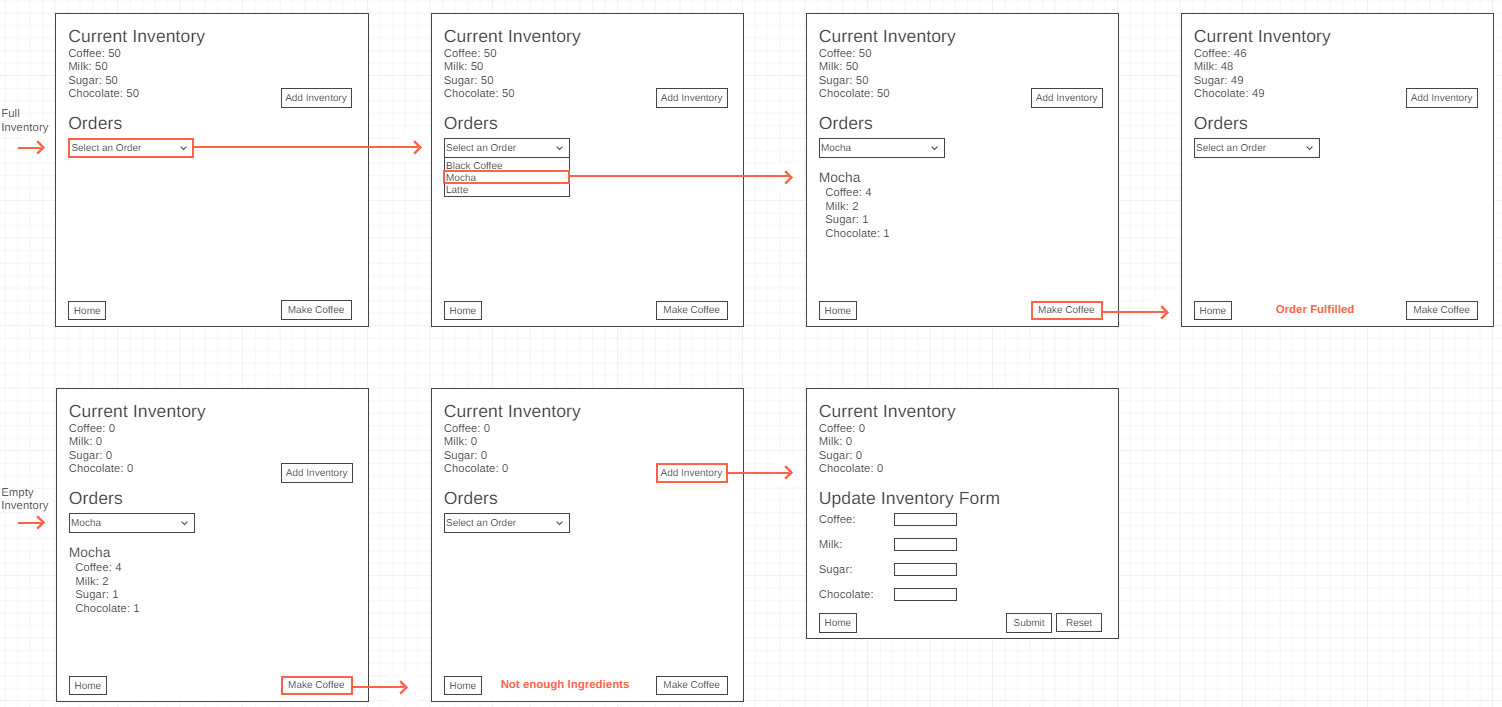 Full
Inventory
Current Inventory
Coffee: 50
Milk: 50
Sugar: 50
Chocolate: 50
Add Inventory
Orders
Select an Order
Home
Make Coffee
Current Inventory
Coffee: 50
Milk: 50
Sugar: 50
Chocolate: 50
Add Inventory
Orders
Select an Order
Black Coffee
Mocha
Latte
Home
Make Coffee
Current Inventory
Coffee: 50
Milk: 50
Sugar: 50
Chocolate: 50
Add Inventory
Orders
Mocha
Mocha
Coffee: 4
Milk: 2
Sugar: 1
Chocolate: 1
Home
Make Coffee
Current Inventory
Coffee: 46
Milk: 48
Sugar: 49
Chocolate: 49
Add Inventory
Orders
Select an Order
Home
Order Fulfilled
Make Coffee
Empty
Inventory
Current Inventory
Coffee: 0
Milk: 0
Sugar: 0
Chocolate: 0
Add Inventory
Orders
Mocha
Mocha
Coffee: 4
Milk: 2
Sugar: 1
Chocolate: 1
Home
Make Coffee
Current Inventory
Coffee: 0
Milk: 0
Sugar: 0
Chocolate: 0
Add Inventory
Orders
Select an Order
Home
Not enough Ingredients
Make Coffee
Current Inventory
Coffee: 0
Milk: 0
Sugar: 0
Chocolate: 0
Update Inventory Form
Coffee:
Milk:
Sugar:
Chocolate:
Home
Submit
Reset